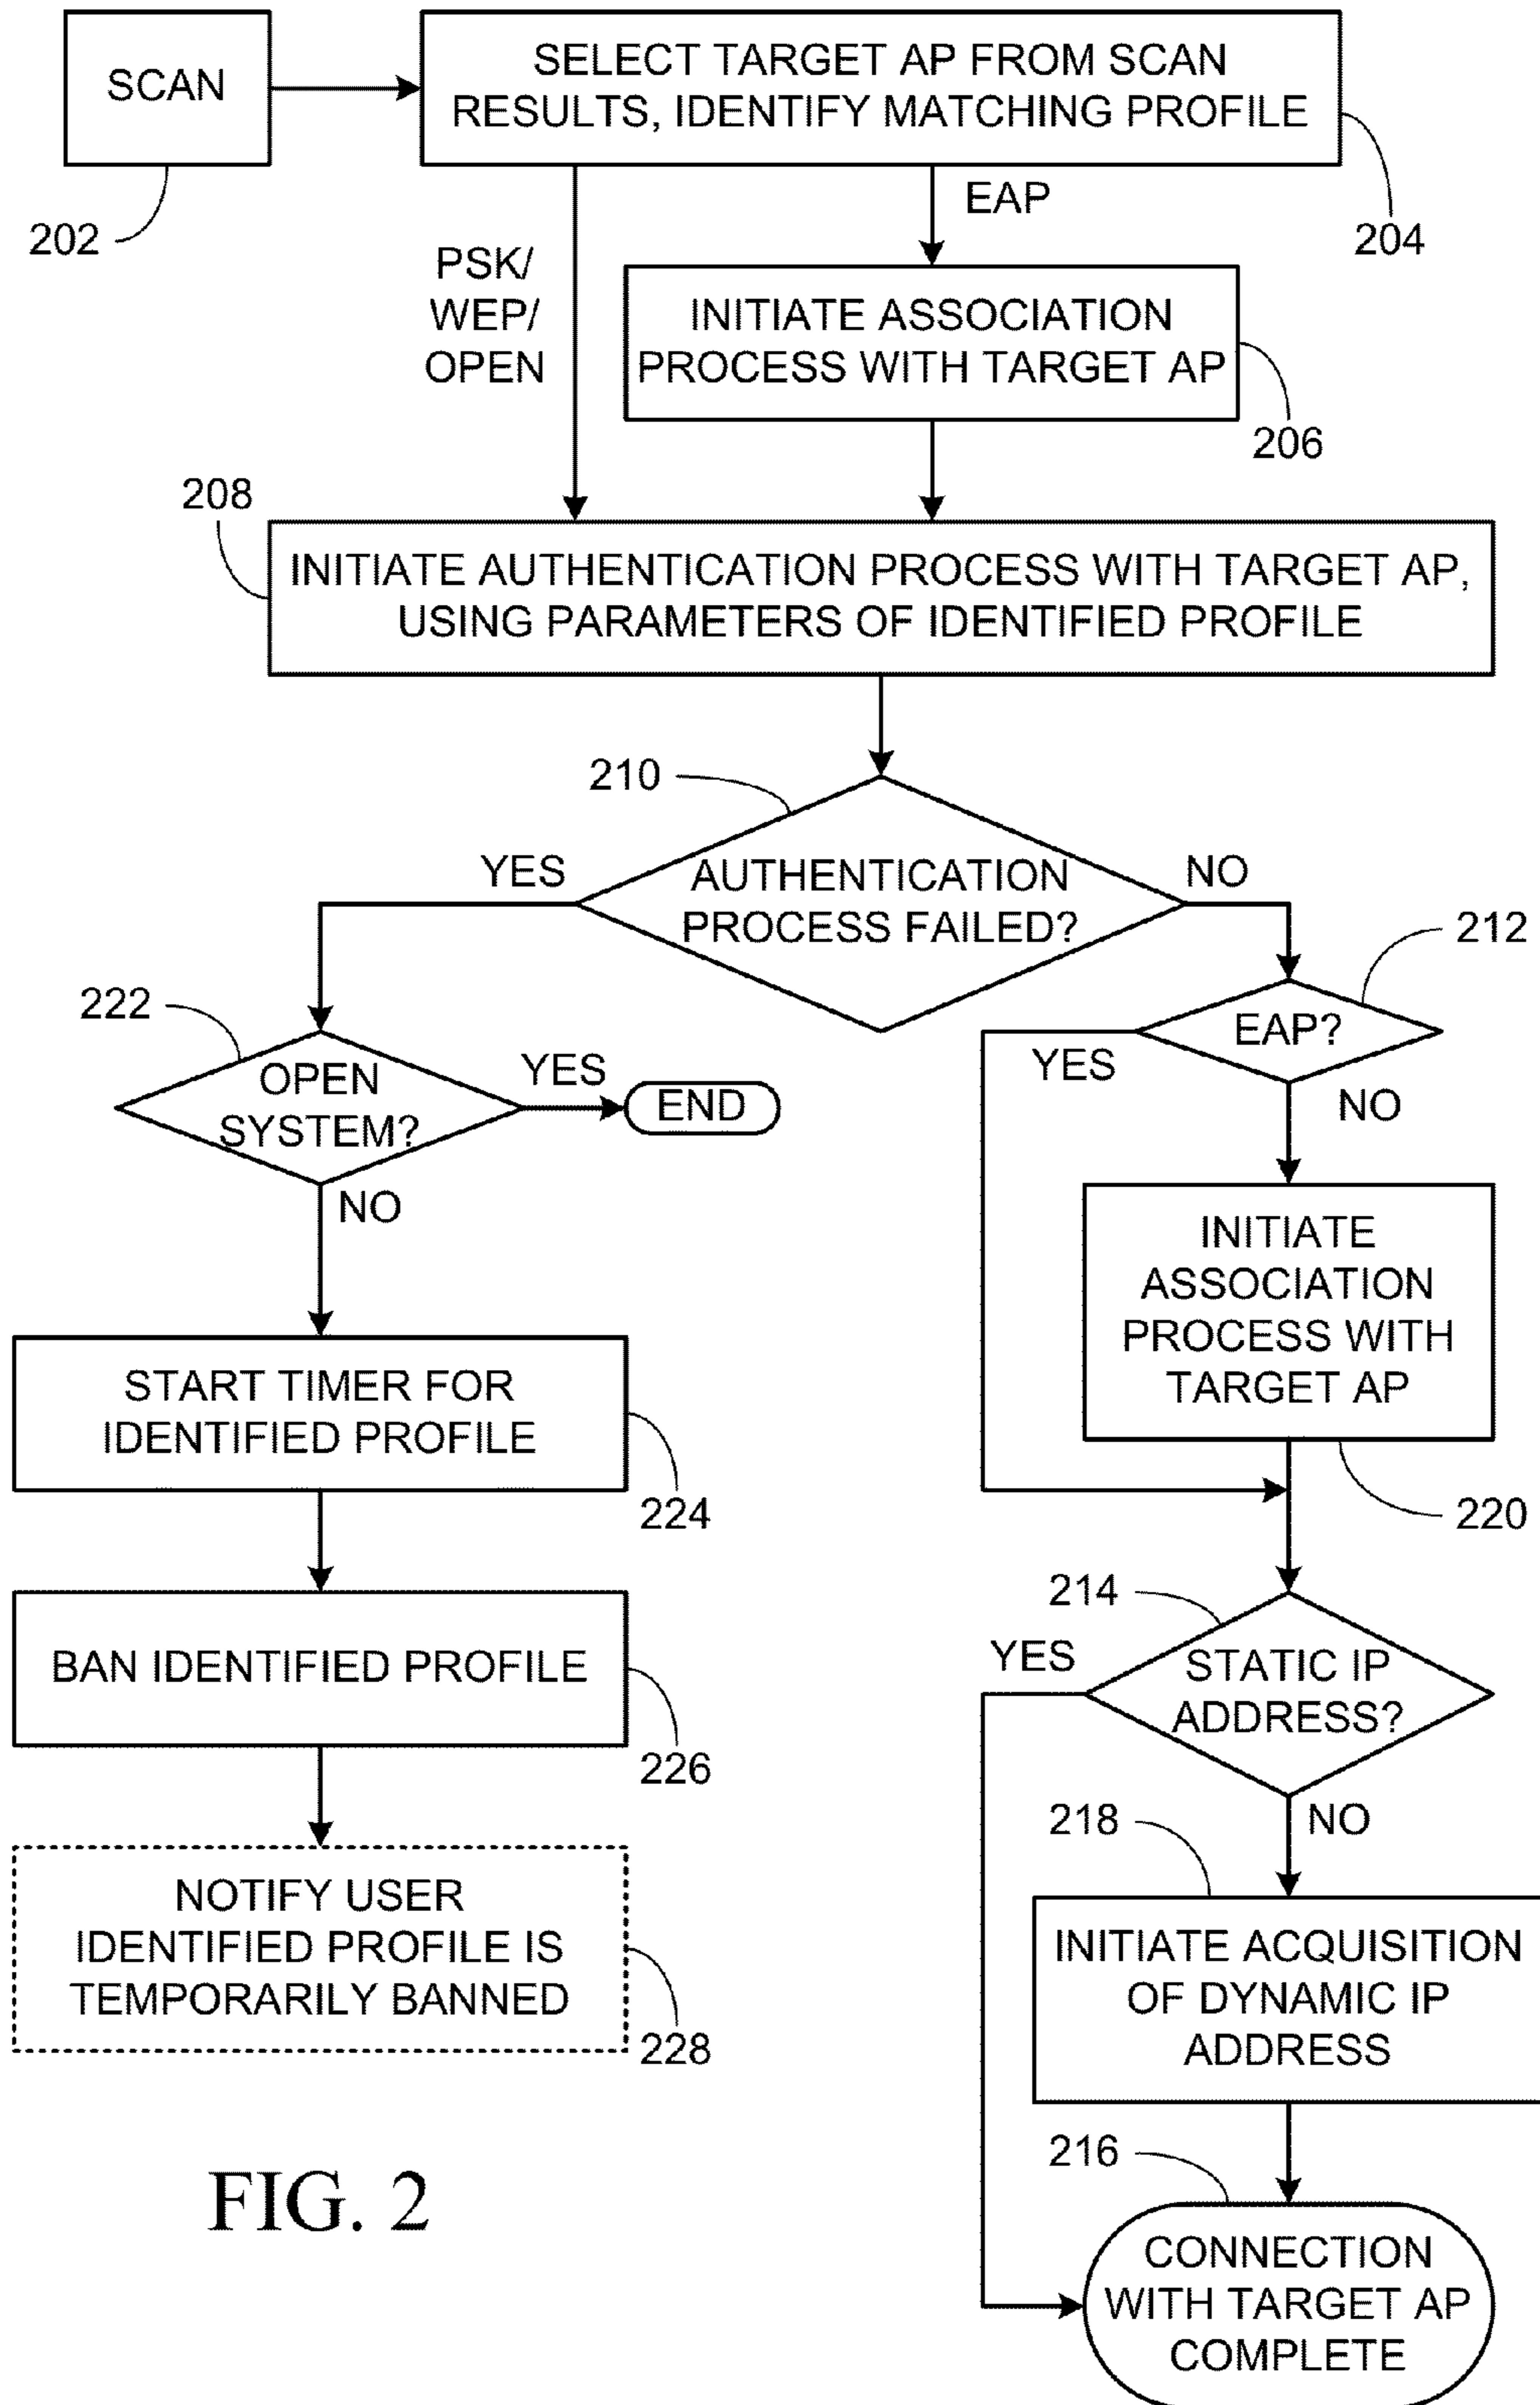 SCAN
202
SELECT TARGET AP FROM SCAN
RESULTS, IDENTIFY MATCHING PROFILE
204
EAP
PSK/
WEP/
OPEN
INITIATE ASSOCIATION
PROCESS WITH TARGET AP
206
208
INITIATE AUTHENTICATION PROCESS WITH TARGET AP,
USING PARAMETERS OF IDENTIFIED PROFILE
210
AUTHENTICATION
PROCESS FAILED?
YES
NO
212
EAP?
YES
NO
222
OPEN
SYSTEM?
YES
END
NO
INITIATE
ASSOCIATION
PROCESS WITH
TARGET AP
220
START TIMER FOR
IDENTIFIED PROFILE
224
BAN IDENTIFIED PROFILE
226
NOTIFY USER
IDENTIFIED PROFILE IS
TEMPORARILY BANNED
228
214
STATIC IP
ADDRESS?
YES
NO
218
INITIATE ACQUISITION
OF DYNAMIC IP
ADDRESS
216
CONNECTION
WITH TARGET AP
COMPLETE
FIG. 2